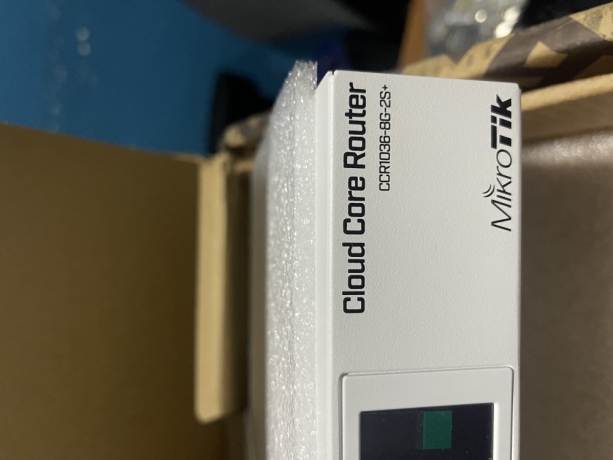 Cloud Core Router
CCR1036-8G-2S+
MikroTik